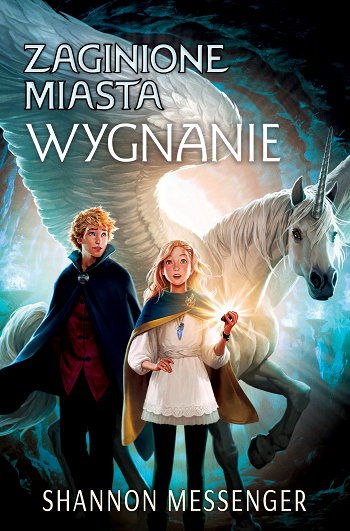 ZAGINIONE
MIASTA
WYGNANIE
SHANNON MESSENGER